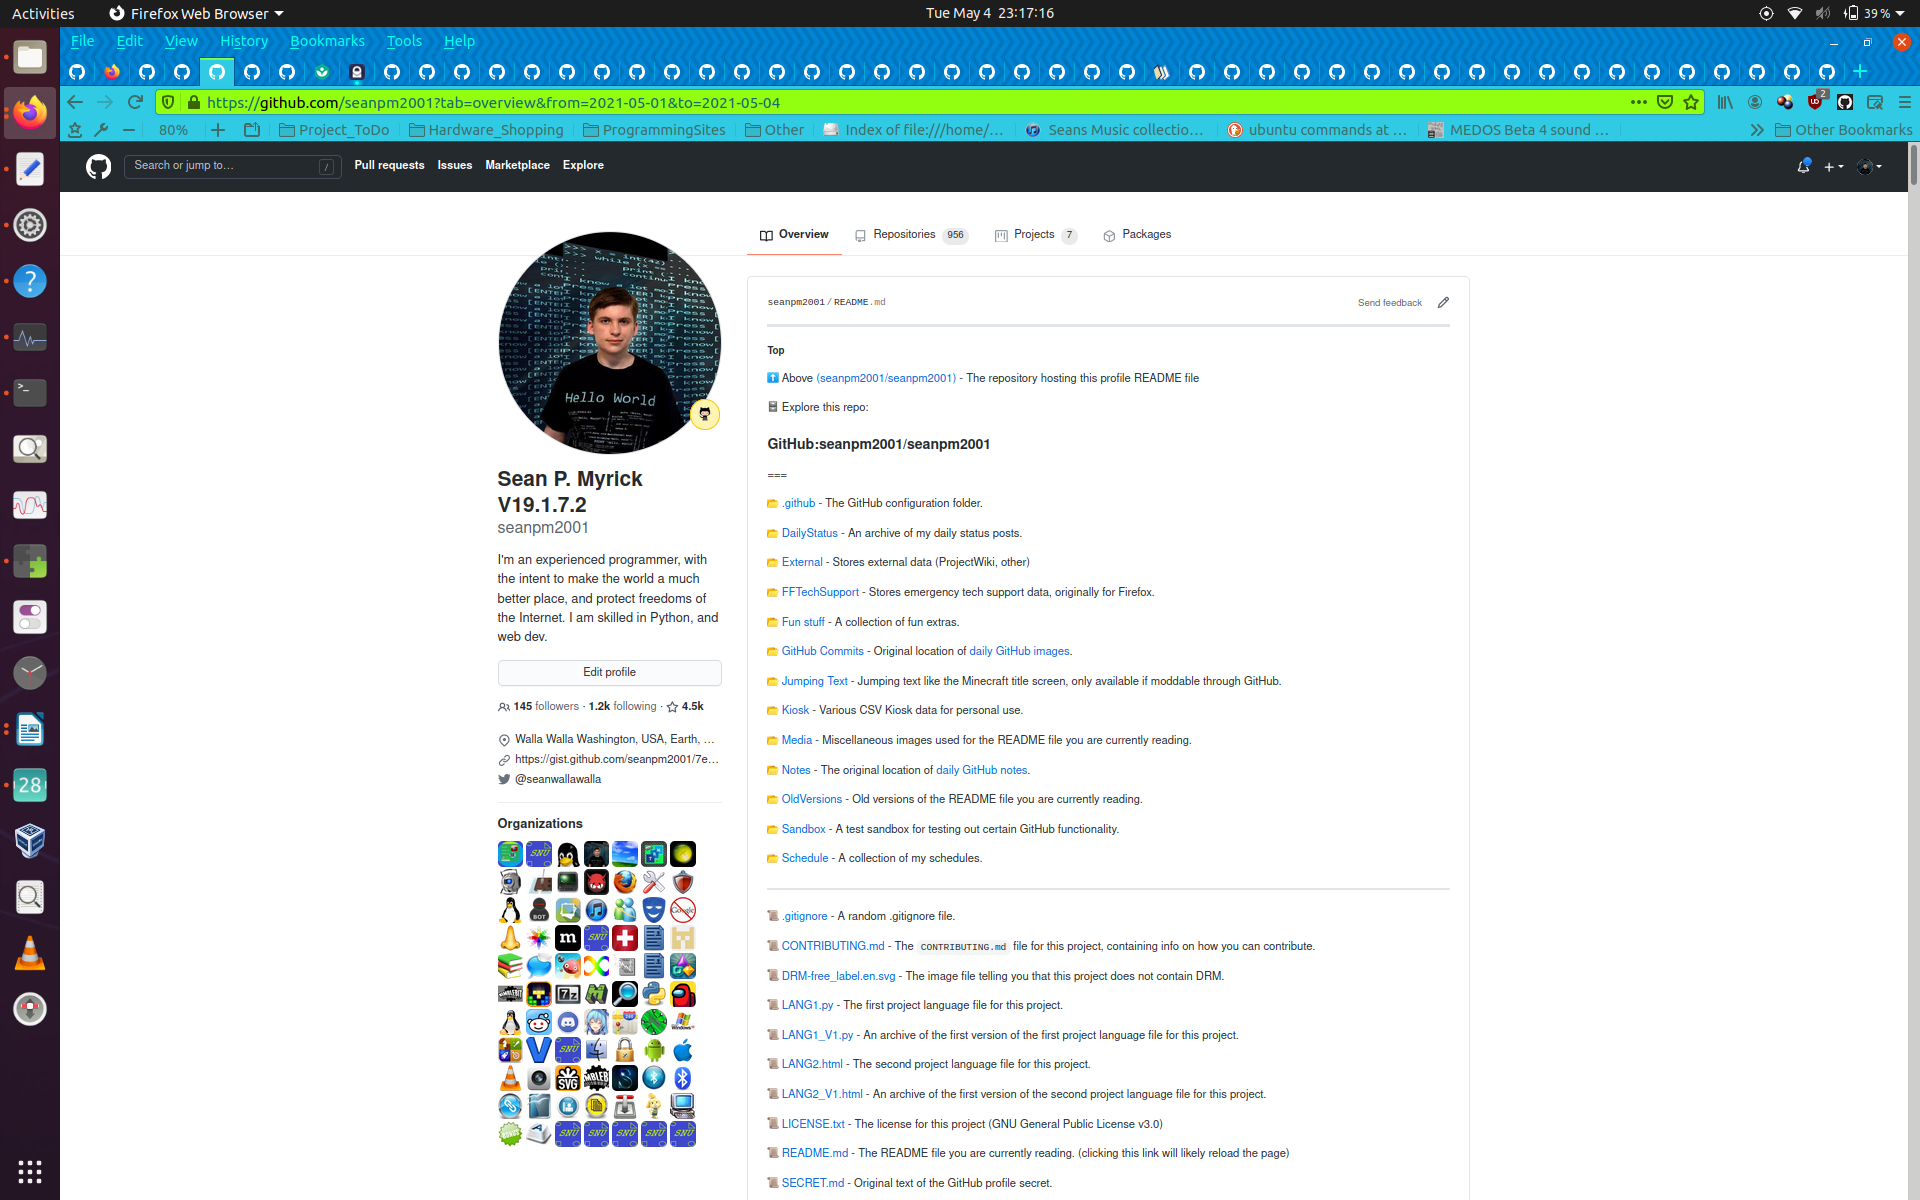 Activities
Firefox Web Browser
Tue May 4 23:17:16
39 %
File Edit View History Bookmarks Tools Help
https://github.com/seanpm2001?tab=overview&from=2021-05-01&to=2021-05-04
2
80%
Project_ToDo
Hardware_Shopping
ProgrammingSites
Other
Index of file:///home/...
Seans Music collectio...
ubuntu commands at ...
MEDOS Beta 4 sound ...
Other Bookmarks
Search or jump to...
/
Pull requests Issues Marketplace Explore
Overview
Repositories 956
Projects 7
Packages
Hello World
Sean P. Myrick
V19.1.7.2
seanpm2001
I'm an experienced programmer, with
the intent to make the world a much
better place, and protect freedoms of
the Internet. I am skilled in Python, and
web dev.
Edit profile
145 followers · 1.2k following · 4.5k
Walla Walla Washington, USA, Earth, ...
https://gist.github.com/seanpm2001/7e...
@seanwallawalla
Organizations
28
seanpm2001/README.md
Send feedback
Top
Above (seanpm2001/seanpm2001) - The repository hosting this profile README file
Explore this repo:
GitHub:seanpm2001/seanpm2001
===
.github - The GitHub configuration folder.
DailyStatus - An archive of my daily status posts.
External - Stores external data (ProjectWiki, other)
FFTechSupport - Stores emergency tech support data, originally for Firefox.
Fun stuff - A collection of fun extras.
GitHub Commits - Original location of daily GitHub images.
Jumping Text - Jumping text like the Minecraft title screen, only available if moddable through GitHub.
Kiosk - Various CSV Kiosk data for personal use.
Media - Miscellaneous images used for the README file you are currently reading.
Notes - The original location of daily GitHub notes.
OldVersions - Old versions of the README file you are currently reading.
Sandbox - A test sandbox for testing out certain GitHub functionality.
Schedule - A collection of my schedules.
.gitignore - A random .gitignore file.
CONTRIBUTING.md - The CONTRIBUTING.md file for this project, containing info on how you can contribute.
DRM-free_label.en.svg - The image file telling you that this project does not contain DRM.
LANG1.py - The first project language file for this project.
LANG1_V1.py - An archive of the first version of the first project language file for this project.
LANG2.html - The second project language file for this project.
LANG2_V1.html - An archive of the first version of the second project language file for this project.
LICENSE.txt - The license for this project (GNU General Public License v3.0)
README.md - The README file you are currently reading. (clicking this link will likely reload the page)
SECRET.md - Original text of the GitHub profile secret.